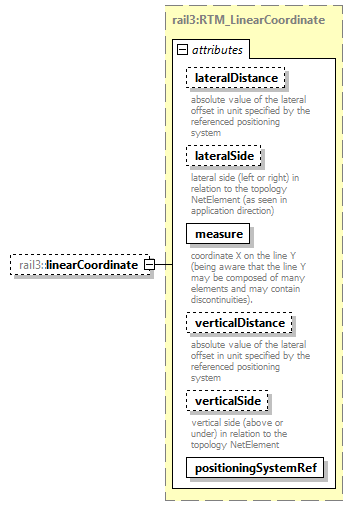 rail3:RTM_LinearCoordinate
attributes
lateralDistance
absolute value of the lateral
offset in unit specified by the
referenced positioning
system
lateralSide
lateral side (left or right) in
relation to the topology
NetElement (as seen in
application direction)
measure
coordinate X on the line Y
(being aware that the line Y
may be composed of many
elements and may contain
discontinuities).
verticalDistance
absolute value of the lateral
offset in unit specified by the
referenced positioning
system
verticalSide
vertical side (above or
under) in relation to the
topology NetElement
positioningSystemRef
rail3::linearCoordinate